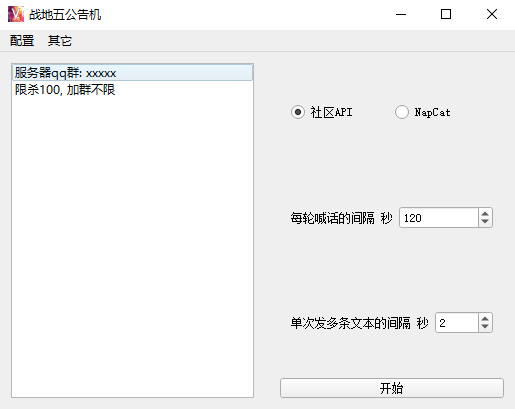 战地五公告机
配置 其它
服务器qq群: xxxxx
限杀100, 加群不限
社区API NapCat
每轮喊话的间隔 秒 120
单次发多条文本的间隔 秒 2
开始